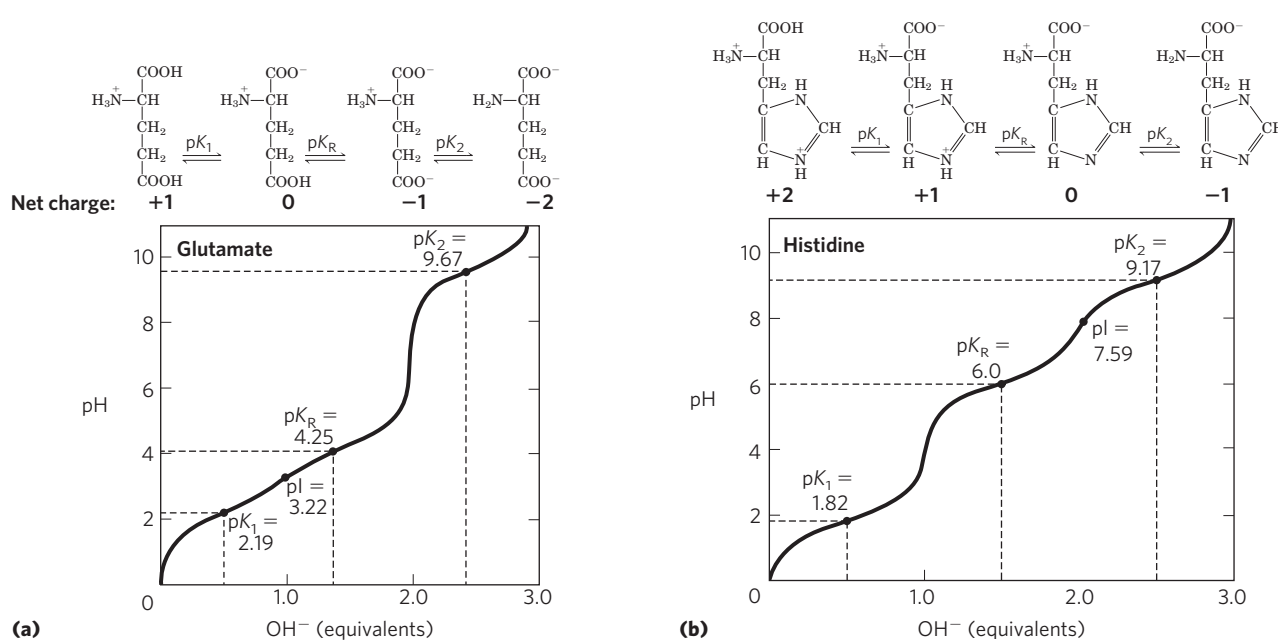 COOH
H₃N⁺—CH
CH₂
CH₂
COOH
pK₁
COO⁻
H₃N⁺—CH
CH₂
CH₂
COOH
pK_R
COO⁻
H₃N⁺—CH
CH₂
CH₂
COO⁻
pK₂
COO⁻
H₂N—CH
CH₂
CH₂
COO⁻
Net charge: +1 0 −1 −2
Glutamate
pK₂ =
9.67
pK_R =
4.25
pI =
3.22
pK₁ =
2.19
10
8
6
4
2
0
pH
1.0 2.0 3.0
OH⁻ (equivalents)
(a)
COOH
H₃N⁺—CH
CH₂
C
H
N
CH
C
H
N⁺
H
pK₁
COO⁻
H₃N⁺—CH
CH₂
C
H
N
CH
C
H
N⁺
H
pK_R
COO⁻
H₃N⁺—CH
CH₂
C
H
N
CH
C
H
N
pK₂
COO⁻
H₂N—CH
CH₂
C
H
N
CH
C
H
N
+2 +1 0 −1
Histidine
pK₂ =
9.17
pI =
7.59
pK_R =
6.0
pK₁ =
1.82
10
8
6
4
2
0
pH
1.0 2.0 3.0
OH⁻ (equivalents)
(b)